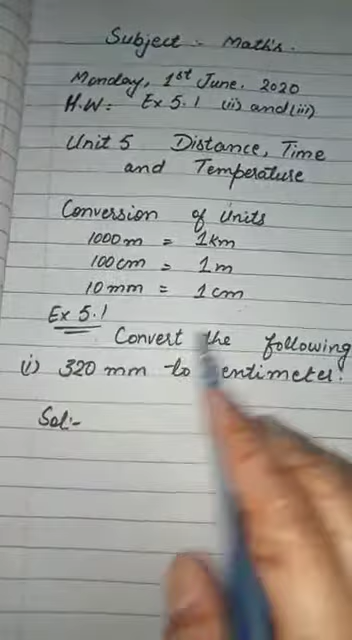 Subject - Maths.
Monday, 1st June. 2020
H.W: Ex 5.1 (ii) and (iii)
Unit 5 Distance, Time
and Temperature
Conversion of Units
1000 m = 1 km
100 cm = 1 m
10 mm = 1 cm
Ex 5.1
Convert the following
i) 320 mm to entimeter.
Sol:-